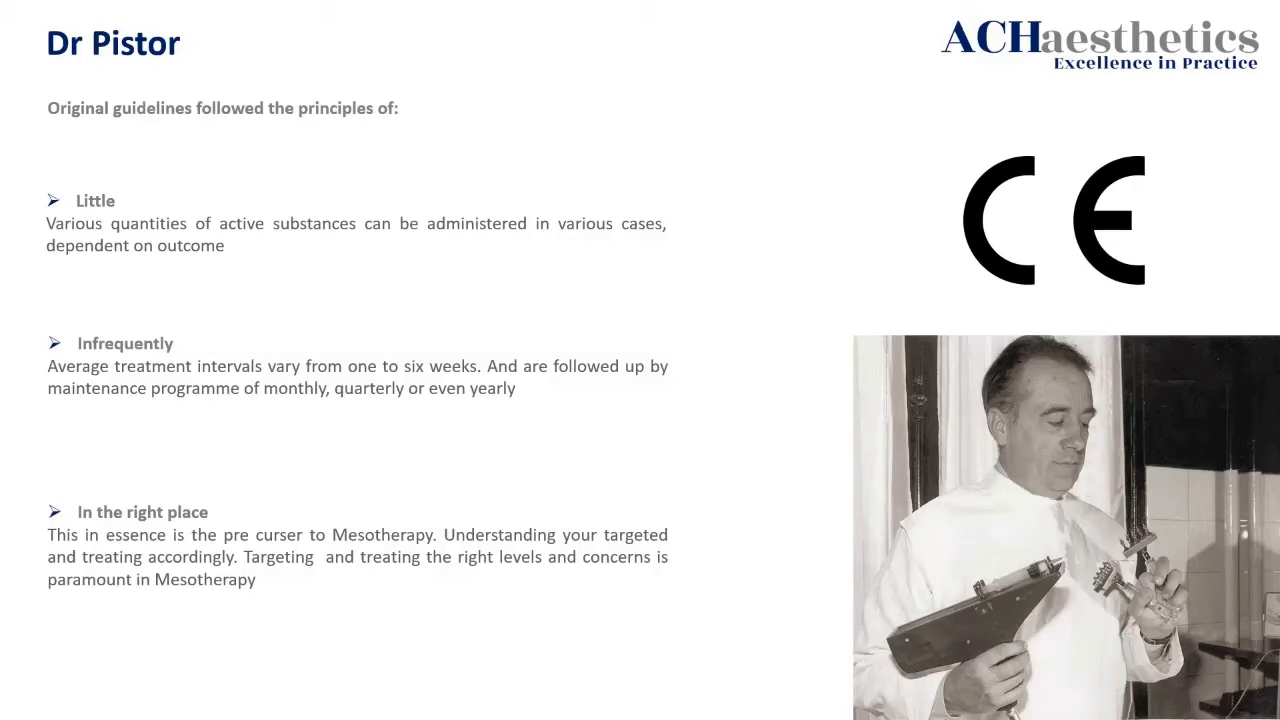 Dr Pistor
ACHaesthetics
Excellence in Practice
Original guidelines followed the principles of:
CE
➢ Little
Various quantities of active substances can be administered in various cases,
dependent on outcome
➢ Infrequently
Average treatment intervals vary from one to six weeks. And are followed up by
maintenance programme of monthly, quarterly or even yearly
➢ In the right place
This in essence is the pre curser to Mesotherapy. Understanding your targeted
and treating accordingly. Targeting  and treating the right levels and concerns is
paramount in Mesotherapy